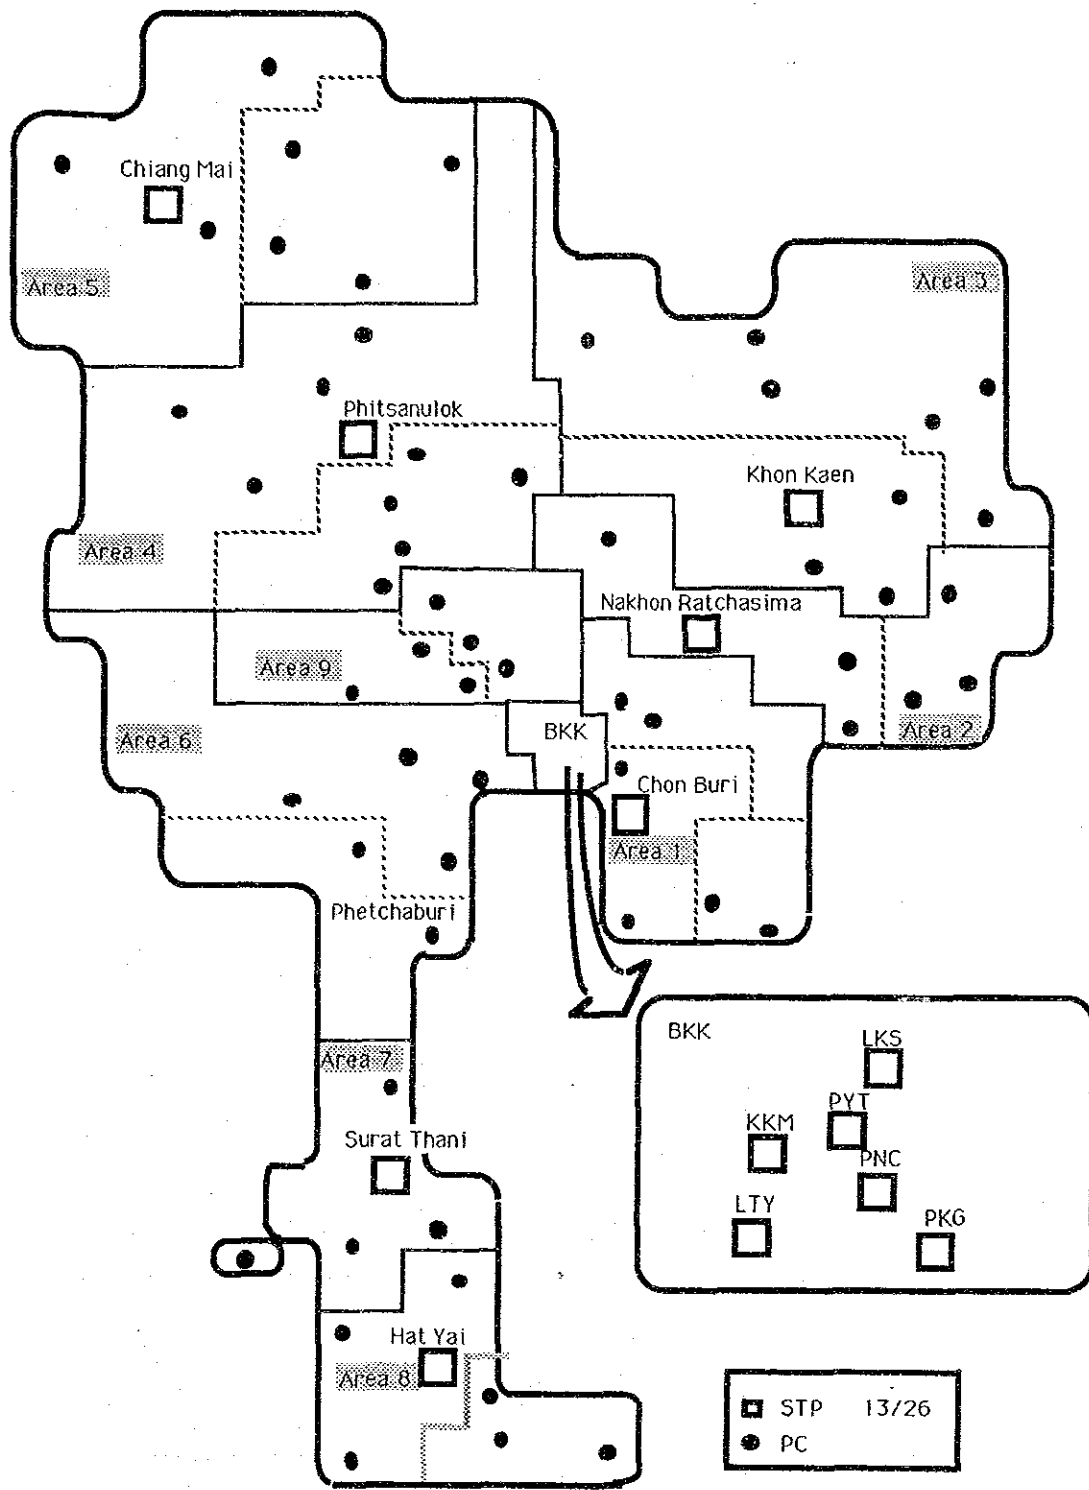 Chiang Mai
Area 5
Area 3
Phitsanulok
Khon Kaen
Area 4
Nakhon Ratchasima
Area 9
Area 6
BKK
Area 2
Chon Buri
Area 1
Phetchaburi
BKK
LKS
Area 7
PYT
KKM
Surat Thani
PNC
LTY
PKG
Hat Yai
Area 8
STP 13/26
PC